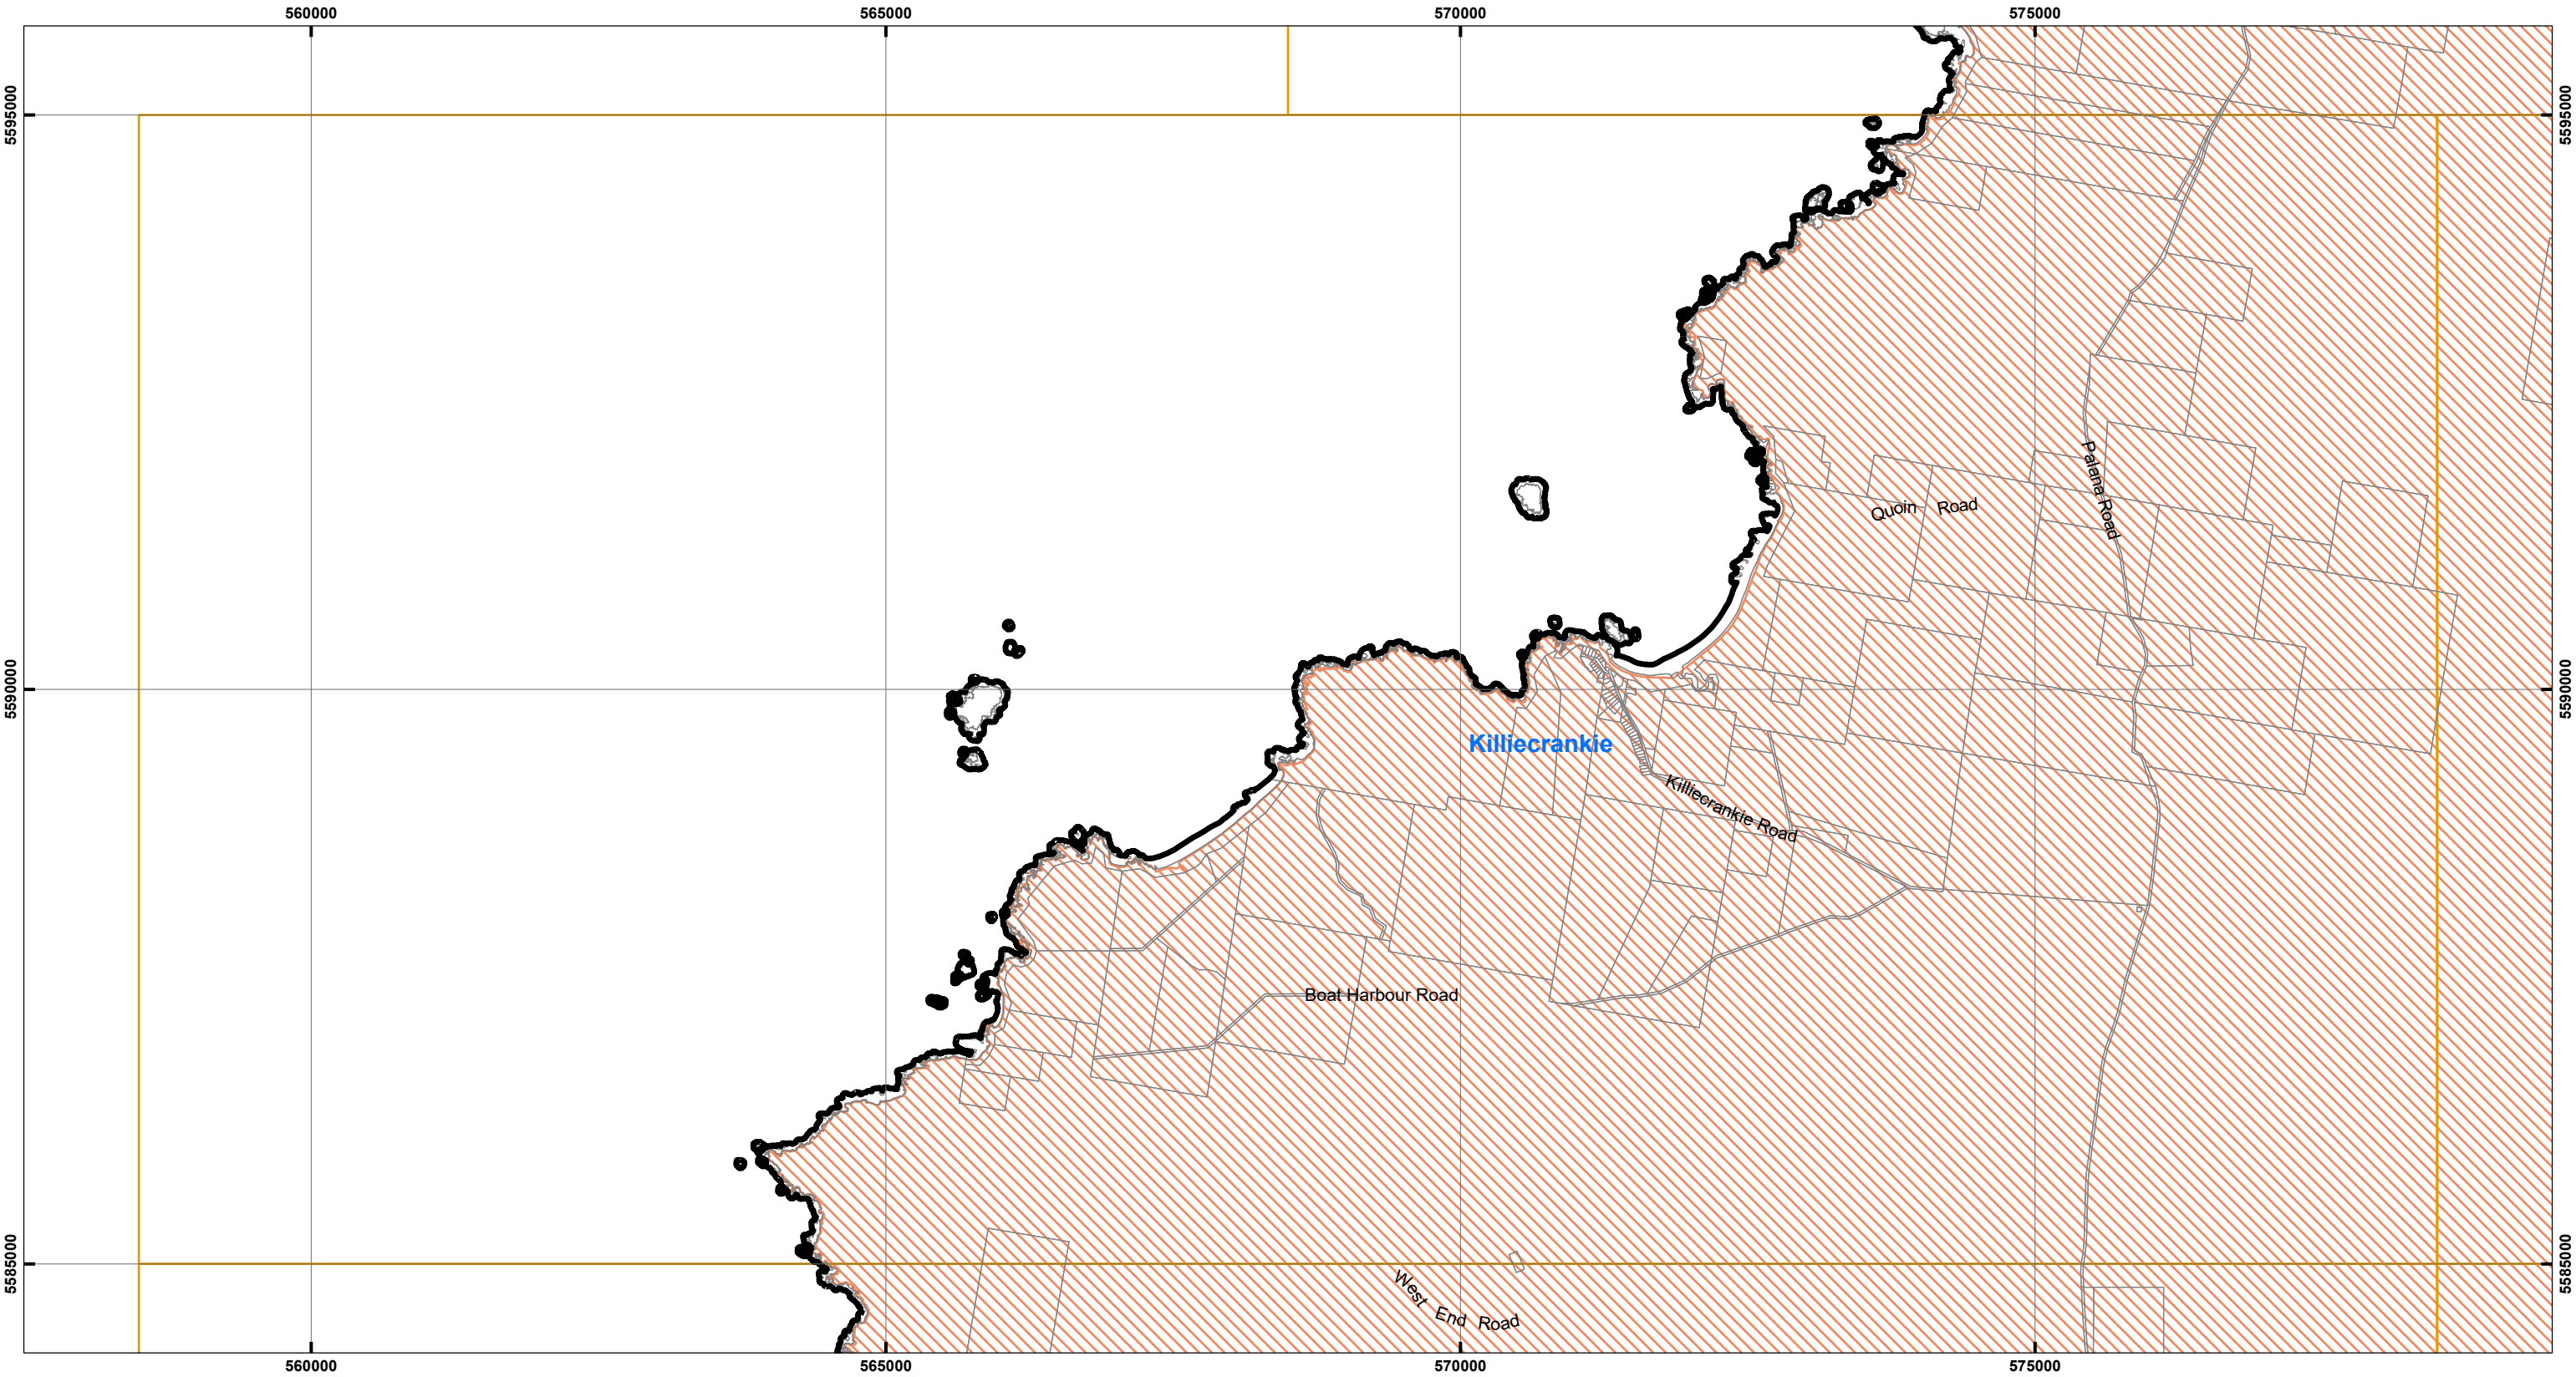 560000
565000
570000
575000
5595000
5595000
Palana Road
Quoin Road
5590000
5590000
Killiecrankie
Killiecrankie Road
Boat Harbour Road
5585000
5585000
West End Road
560000
565000
570000
575000